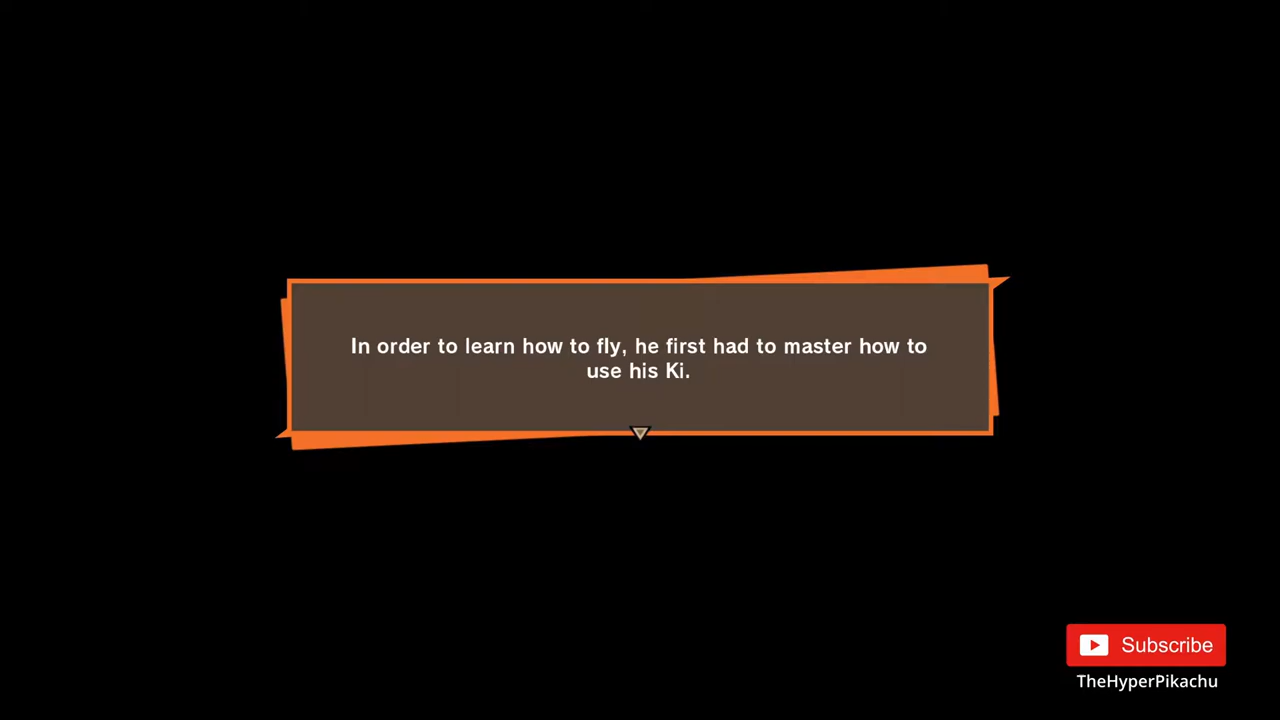 In order to learn how to fly, he first had to master how to
use his Ki.
Subscribe
TheHyperPikachu